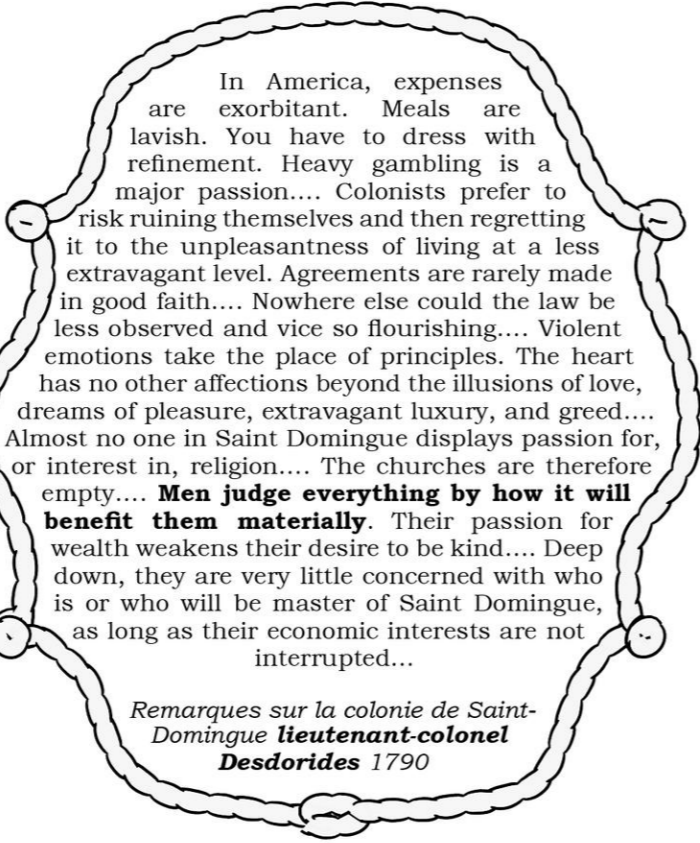 In America, expenses
are exorbitant. Meals are
lavish. You have to dress with
refinement. Heavy gambling is a
major passion.... Colonists prefer to
risk ruining themselves and then regretting
it to the unpleasantness of living at a less
extravagant level. Agreements are rarely made
in good faith.... Nowhere else could the law be
less observed and vice so flourishing.... Violent
emotions take the place of principles. The heart
has no other affections beyond the illusions of love,
dreams of pleasure, extravagant luxury, and greed....
Almost no one in Saint Domingue displays passion for,
or interest in, religion.... The churches are therefore
empty.... Men judge everything by how it will
benefit them materially. Their passion for
wealth weakens their desire to be kind.... Deep
down, they are very little concerned with who
is or who will be master of Saint Domingue,
as long as their economic interests are not
interrupted...
Remarques sur la colonie de Saint-
Domingue lieutenant-colonel
Desdorides 1790